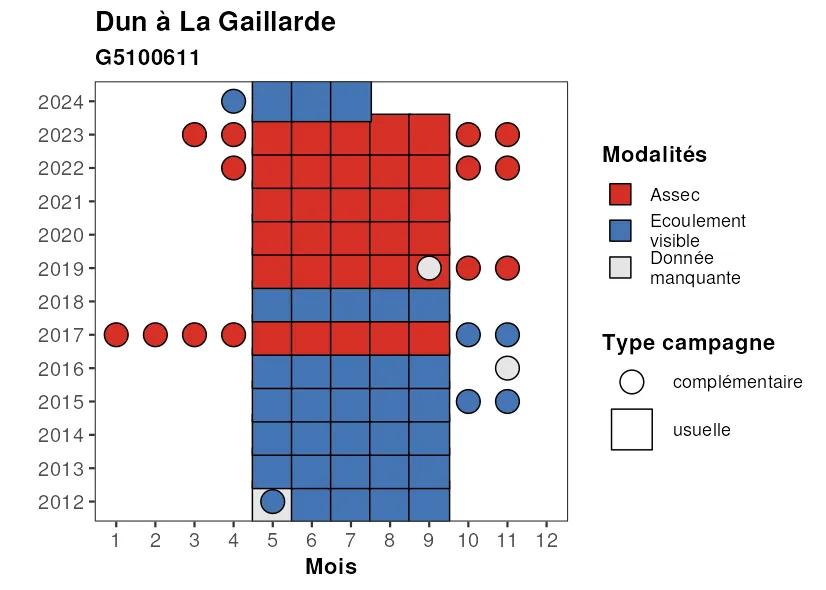 Dun à La Gaillarde
G5100611
2024
2023
2022
2021
2020
2019
2018
2017
2016
2015
2014
2013
2012
1 2 3 4 5 6 7 8 9 10 11 12
Mois
Modalités
Assec
Ecoulement
visible
Donnée
manquante
Type campagne
complémentaire
usuelle